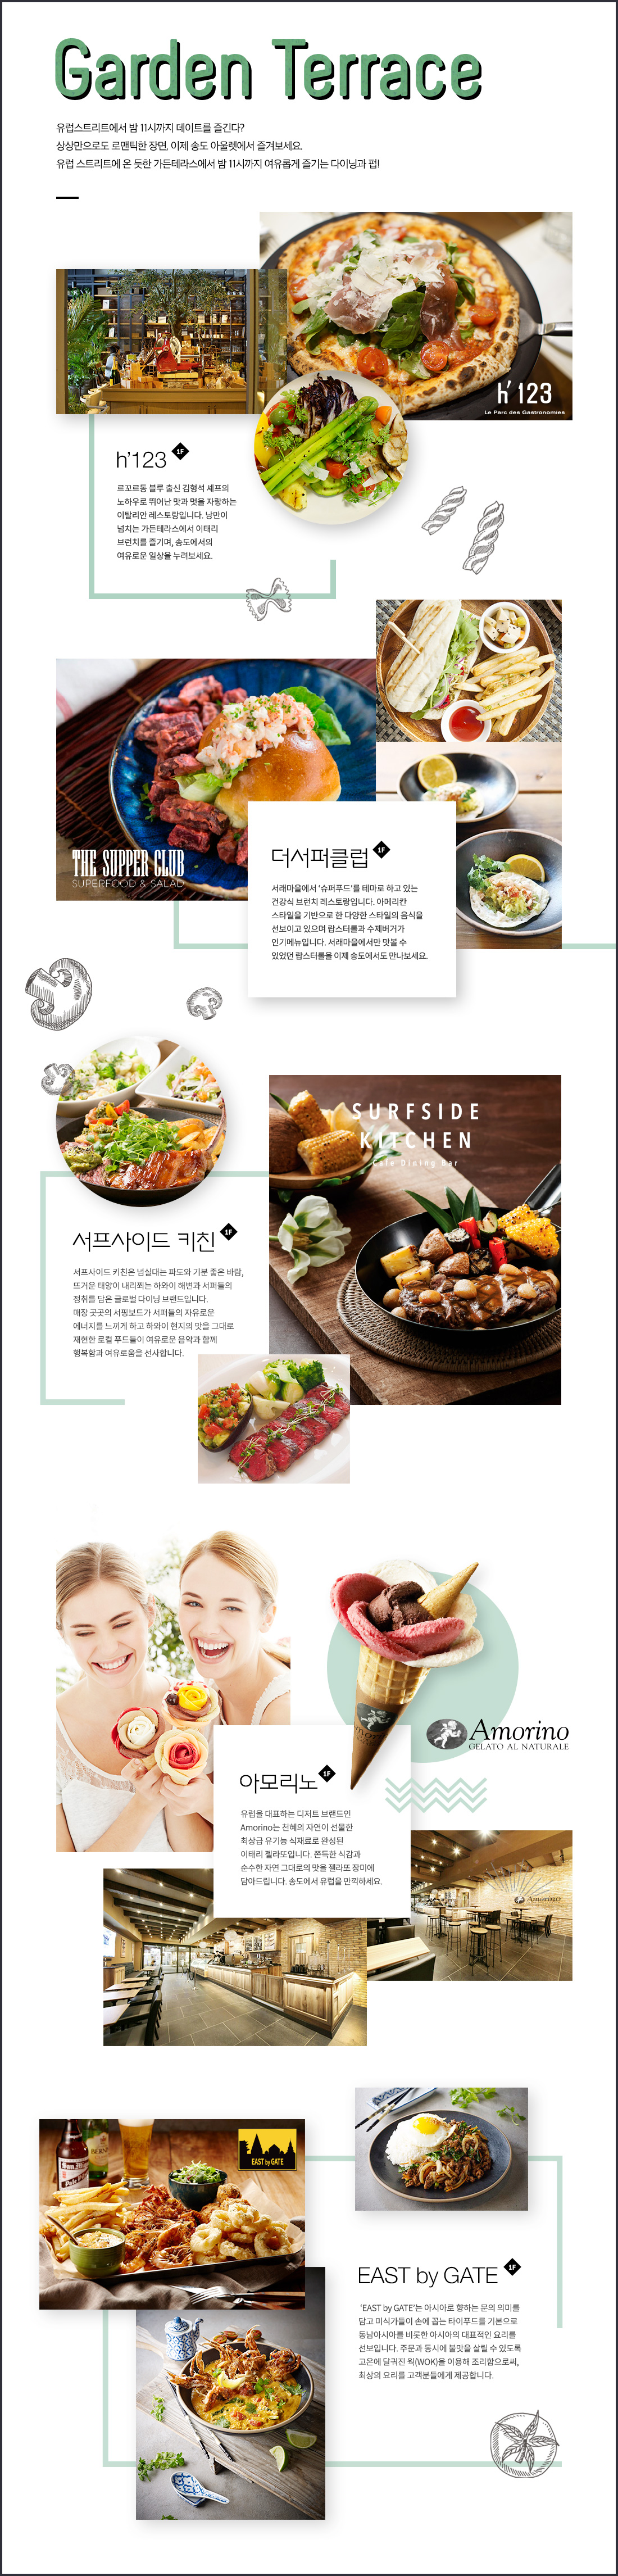 Garden Terrace
유럽스트리트에서 밤 11시까지 데이트를 즐긴다?
상상만으로도 로맨틱한 장면, 이제 송도 아울렛에서 즐겨보세요.
유럽 스트리트에 온 듯한 가든테라스에서 밤 11시까지 여유롭게 즐기는 다이닝과 펍!
h'123
Le Parc des Gastronomies
h'123 1F
르꼬르동 블루 출신 김형석 셰프의
노하우로 뛰어난 맛과 멋을 자랑하는
이탈리안 레스토랑입니다. 낭만이
넘치는 가든테라스에서 이태리
브런치를 즐기며, 송도에서의
여유로운 일상을 누려보세요.
THE SUPPER CLUB
SUPERFOOD & SALAD
더서퍼클럽 1F
서래마을에서 '슈퍼푸드'를 테마로 하고 있는
건강식 브런치 레스토랑입니다. 아메리칸
스타일을 기반으로 한 다양한 스타일의 음식을
선보이고 있으며 랍스터롤과 수제버거가
인기메뉴입니다. 서래마을에서만 맛볼 수
있었던 랍스터롤을 이제 송도에서도 만나보세요.
SURFSIDE
KITCHEN
Cafe Dining Bar
서프사이드 키친 1F
서프사이드 키친은 넘실대는 파도와 기분 좋은 바람,
뜨거운 태양이 내리쬐는 하와이 해변과 서퍼들의
정취를 담은 글로벌 다이닝 브랜드입니다.
매장 곳곳의 서핑보드가 서퍼들의 자유로운
에너지를 느끼게 하고 하와이 현지의 맛을 그대로
재현한 로컬 푸드들이 여유로운 음악과 함께
행복함과 여유로움을 선사합니다.
Amorino
GELATO AL NATURALE
아모리노 1F
유럽을 대표하는 디저트 브랜드인
Amorino는 천혜의 자연이 선물한
최상급 유기농 식재료로 완성된
이태리 젤라또입니다. 쫀득한 식감과
순수한 자연 그대로의 맛을 젤라또 장미에
담아드립니다. 송도에서 유럽을 만끽하세요.
Amorino
EAST by GATE
EAST by GATE 1F
'EAST by GATE'는 아시아로 향하는 문의 의미를
담고 미식가들이 손에 꼽는 타이푸드를 기본으로
동남아시아를 비롯한 아시아의 대표적인 요리를
선보입니다. 주문과 동시에 불맛을 살릴 수 있도록
고온에 달궈진 웍(WOK)을 이용해 조리함으로써,
최상의 요리를 고객분들에게 제공합니다.